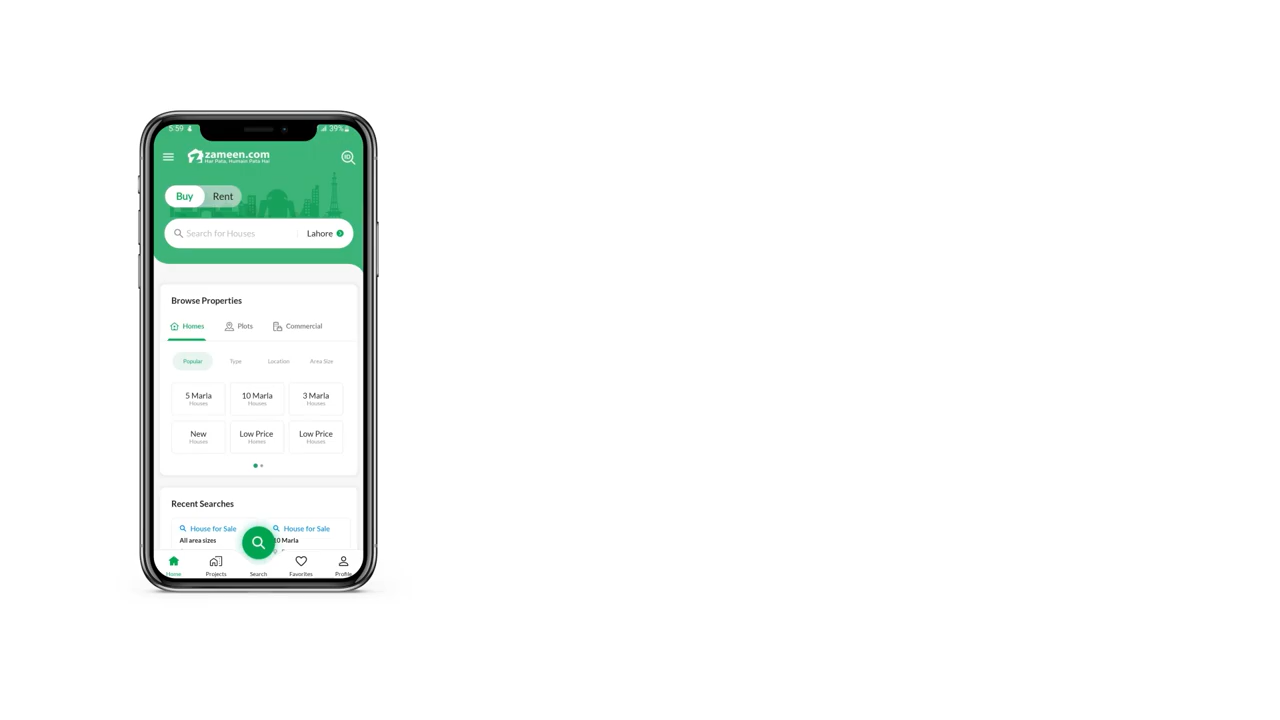 5:59 39%
zameen.com
Har Pata, Humain Pata Hai
Buy Rent
Search for Houses Lahore
Browse Properties
Homes Plots Commercial
Popular Type Location Area Size
5 Marla 10 Marla 3 Marla
Houses Houses Houses
New Low Price Low Price
Houses Homes Houses
Recent Searches
House for Sale House for Sale
All area sizes 10 Marla
Home Projects Search Favorites Profile